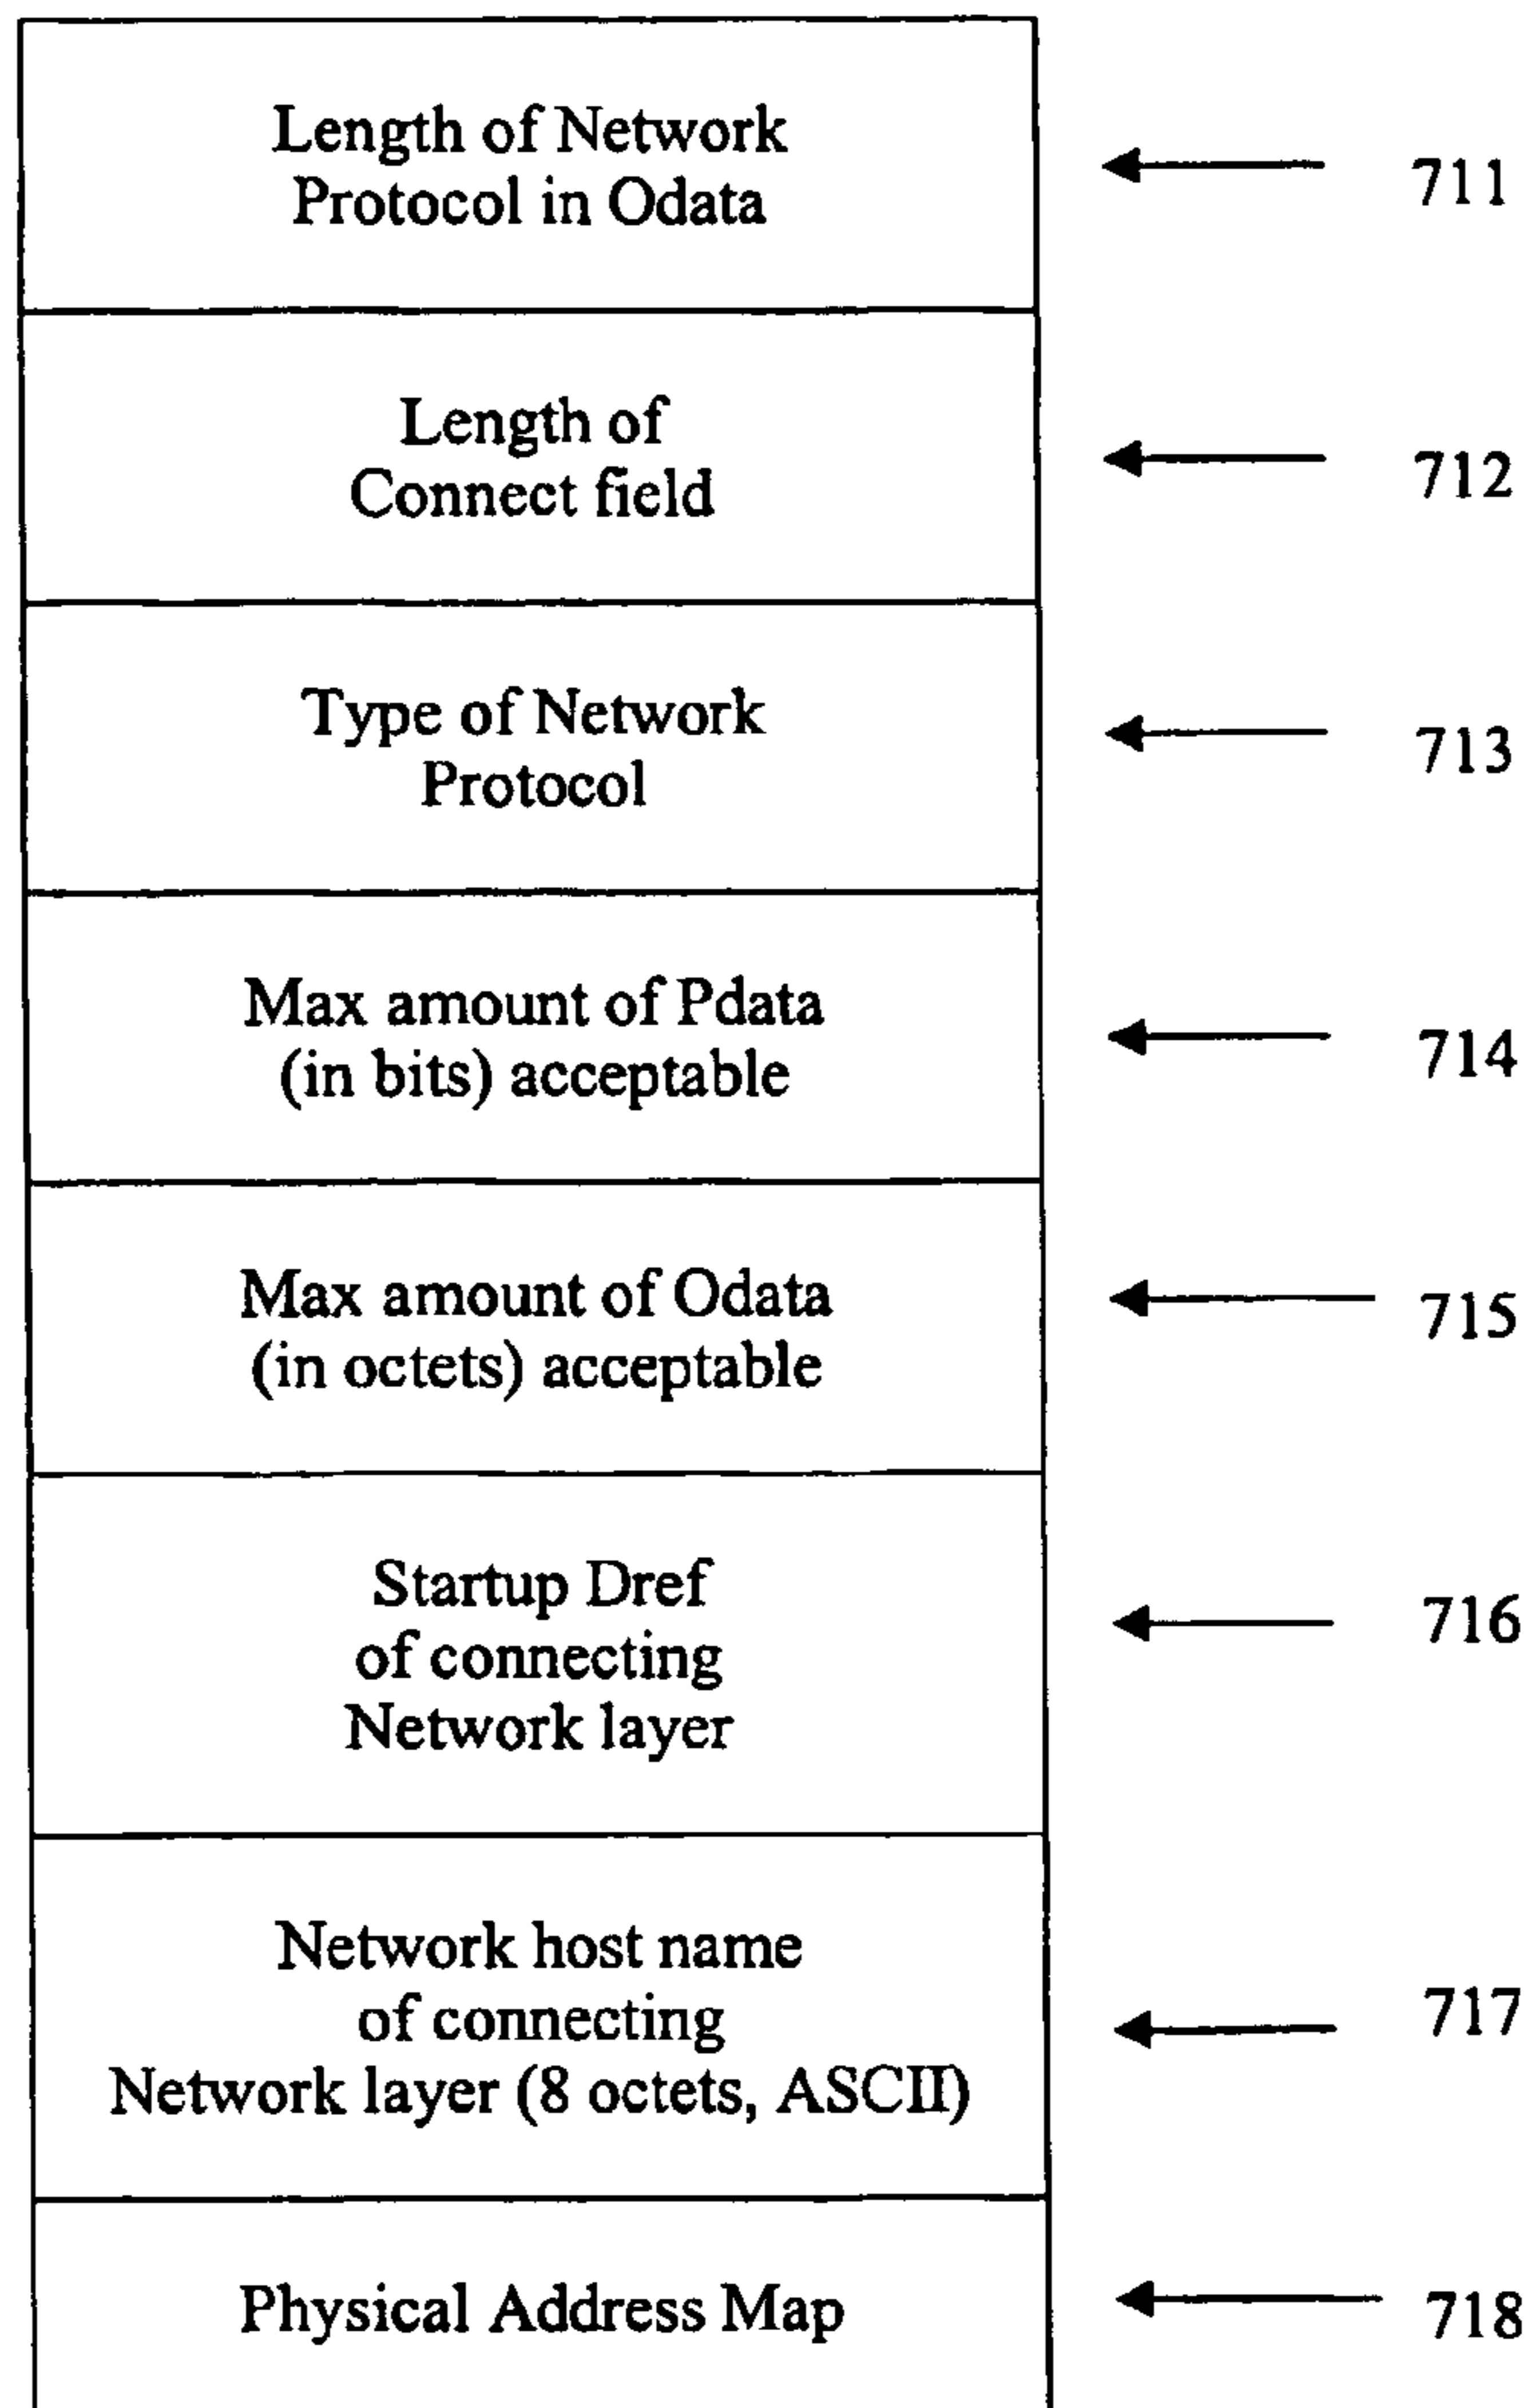 Length of Network
Protocol in Odata
711
Length of
Connect field
712
Type of Network
Protocol
713
Max amount of Pdata
(in bits) acceptable
714
Max amount of Odata
(in octets) acceptable
715
Startup Dref
of connecting
Network layer
716
Network host name
of connecting
Network layer (8 octets, ASCII)
717
Physical Address Map
718